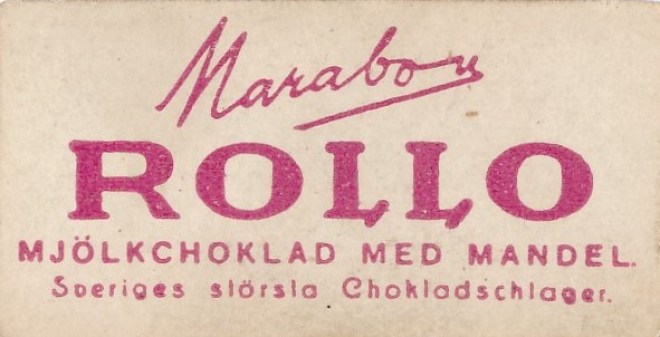 Marabou
ROLLO
MJÖLKCHOKLAD MED MANDEL.
Sveriges största Chokladschlager.